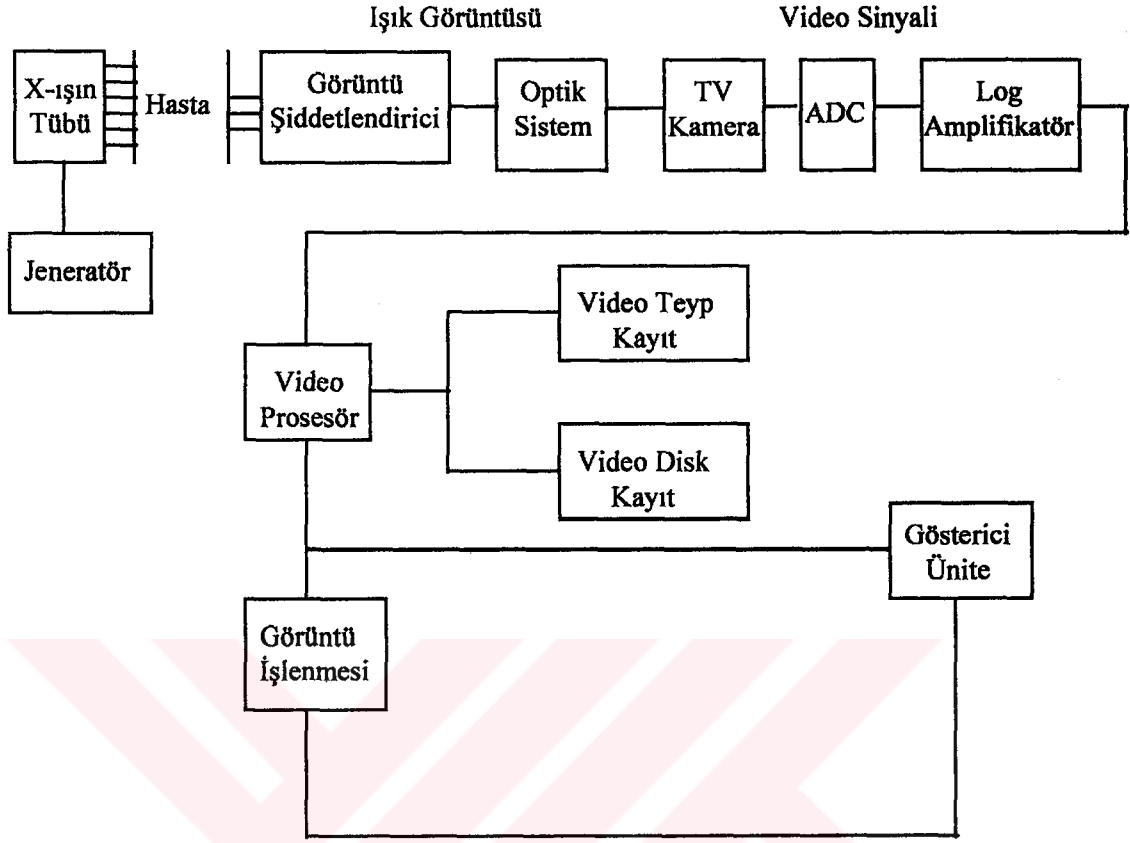 Işık Görüntüsü
Video Sinyali
X-ışın
Tübü
Hasta
Görüntü
Şiddetlendirici
Optik
Sistem
TV
Kamera
ADC
Log
Amplifikatör
Jeneratör
Video Teyp
Kayıt
Video
Prosesör
Video Disk
Kayıt
Gösterici
Ünite
Görüntü
İşlenmesi